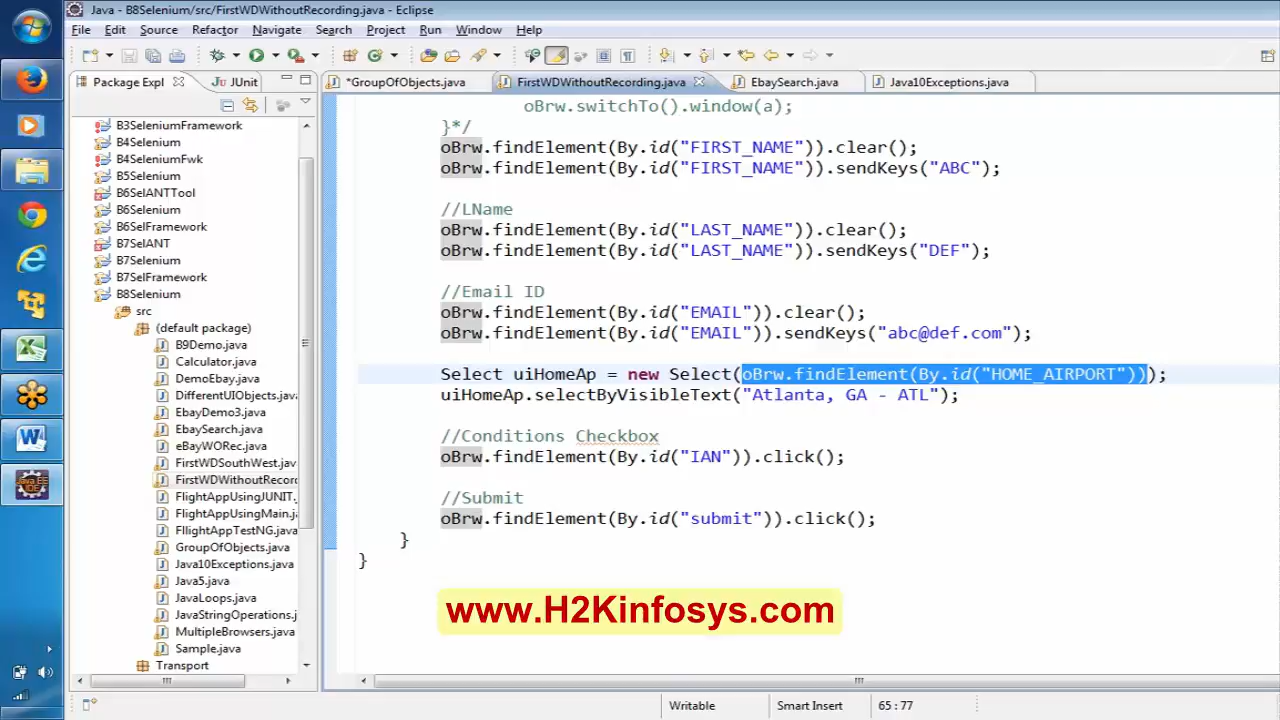 Java - B8Selenium/src/FirstWDWithoutRecording.java - Eclipse
File Edit Source Refactor Navigate Search Project Run Window Help
Package Expl JUnit *GroupOfObjects.java FirstWDWithoutRecording.java EbaySearch.java Java10Exceptions.java
B3SeleniumFramework
B4Selenium
B4SeleniumFwk
B5Selenium
B6SelANTTool
B6Selenium
B6SelFramework
B7SelANT
B7Selenium
B7SelFramework
B8Selenium
src
(default package)
B9Demo.java
Calculator.java
DemoEbay.java
DifferentUIObjects.java
EbayDemo3.java
EbaySearch.java
eBayWORec.java
FirstWDSouthWest.jav
FirstWDWithoutRecord
FlightAppUsingJUNIT.
FlightAppUsingMain.j
FllightAppTestNG.java
GroupOfObjects.java
Java10Exceptions.java
Java5.java
JavaLoops.java
JavaStringOperations.j
MultipleBrowsers.java
Sample.java
Transport
oBrw.switchTo().window(a);
}*/
oBrw.findElement(By.id("FIRST_NAME")).clear();
oBrw.findElement(By.id("FIRST_NAME")).sendKeys("ABC");
//LName
oBrw.findElement(By.id("LAST_NAME")).clear();
oBrw.findElement(By.id("LAST_NAME")).sendKeys("DEF");
//Email ID
oBrw.findElement(By.id("EMAIL")).clear();
oBrw.findElement(By.id("EMAIL")).sendKeys("abc@def.com");
Select uiHomeAp = new Select(oBrw.findElement(By.id("HOME_AIRPORT")));
uiHomeAp.selectByVisibleText("Atlanta, GA - ATL");
//Conditions Checkbox
oBrw.findElement(By.id("IAN")).click();
//Submit
oBrw.findElement(By.id("submit")).click();
}
}
www.H2Kinfosys.com
Writable Smart Insert 65 : 77
Java EE
IDE